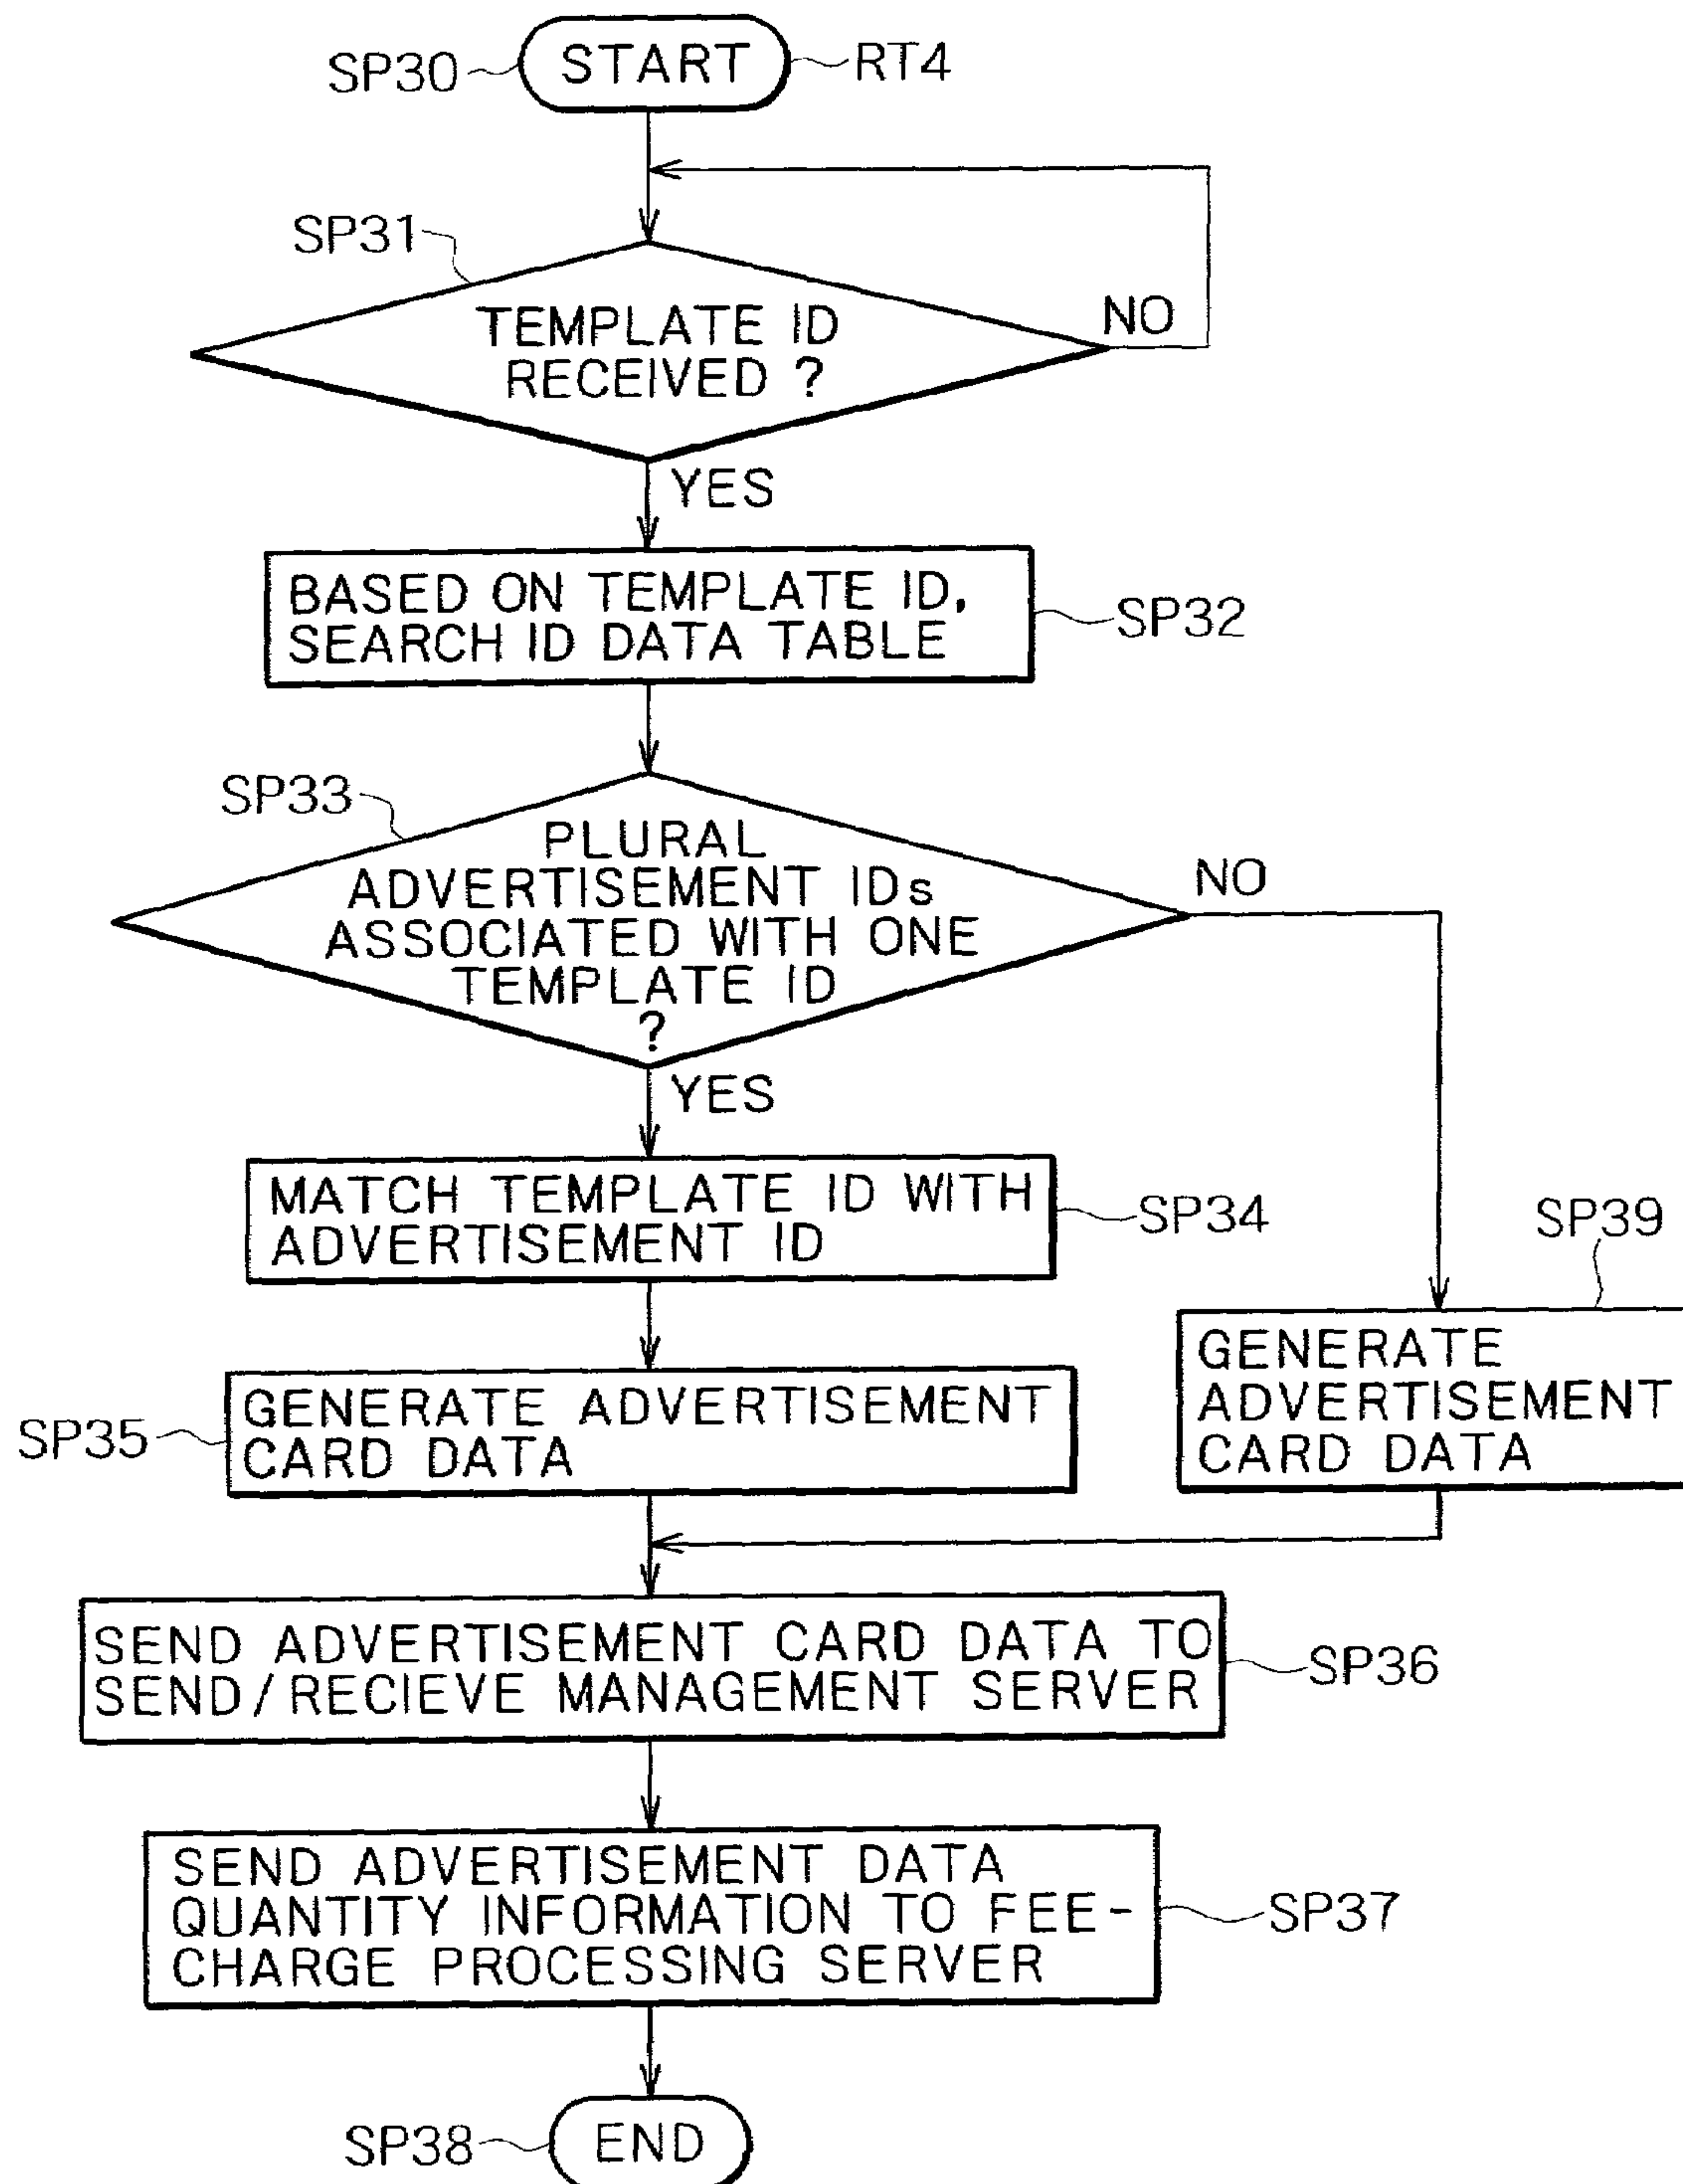 SP30
START
RT4
SP31
TEMPLATE ID
RECEIVED ?
NO
YES
BASED ON TEMPLATE ID,
SEARCH ID DATA TABLE
SP32
SP33
PLURAL
ADVERTISEMENT IDs
ASSOCIATED WITH ONE
TEMPLATE ID
?
NO
YES
MATCH TEMPLATE ID WITH
ADVERTISEMENT ID
SP34
SP39
GENERATE
ADVERTISEMENT
CARD DATA
SP35
GENERATE ADVERTISEMENT
CARD DATA
SEND ADVERTISEMENT CARD DATA TO
SEND/RECIEVE MANAGEMENT SERVER
SP36
SEND ADVERTISEMENT DATA
QUANTITY INFORMATION TO FEE-
CHARGE PROCESSING SERVER
SP37
SP38
END